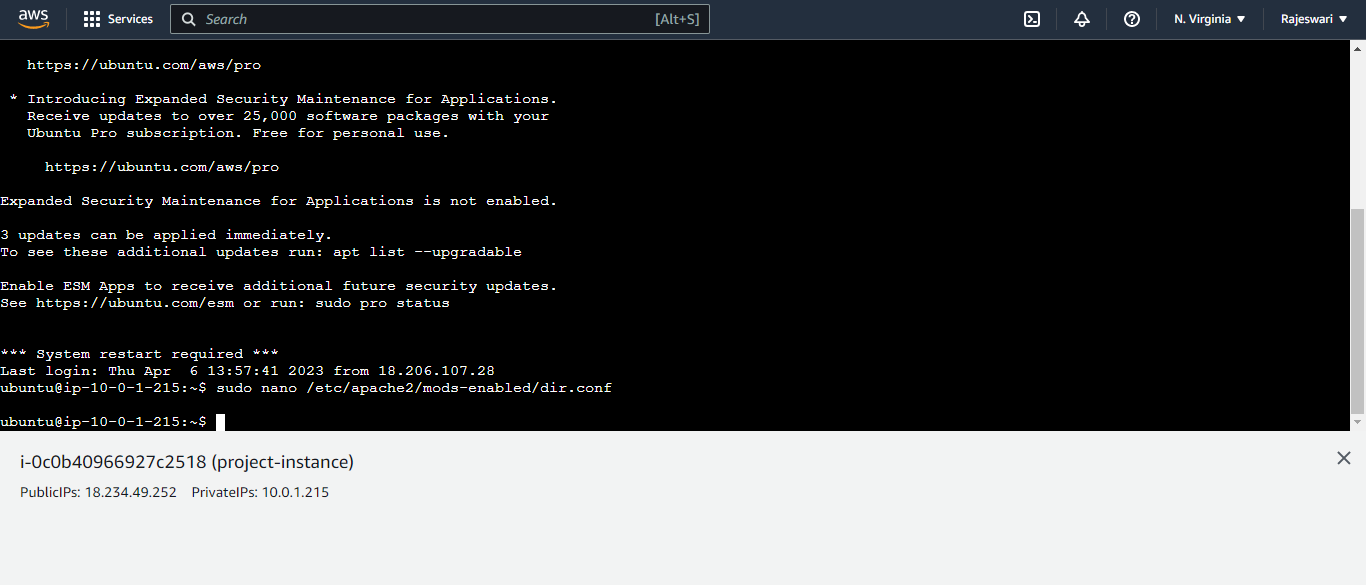 aws Services Search [Alt+S] N. Virginia ▼ Rajeswari ▼
https://ubuntu.com/aws/pro
* Introducing Expanded Security Maintenance for Applications.
Receive updates to over 25,000 software packages with your
Ubuntu Pro subscription. Free for personal use.
https://ubuntu.com/aws/pro
Expanded Security Maintenance for Applications is not enabled.
3 updates can be applied immediately.
To see these additional updates run: apt list --upgradable
Enable ESM Apps to receive additional future security updates.
See https://ubuntu.com/esm or run: sudo pro status
*** System restart required ***
Last login: Thu Apr  6 13:57:41 2023 from 18.206.107.28
ubuntu@ip-10-0-1-215:~$ sudo nano /etc/apache2/mods-enabled/dir.conf
ubuntu@ip-10-0-1-215:~$
i-0c0b40966927c2518 (project-instance)
PublicIPs: 18.234.49.252 PrivateIPs: 10.0.1.215